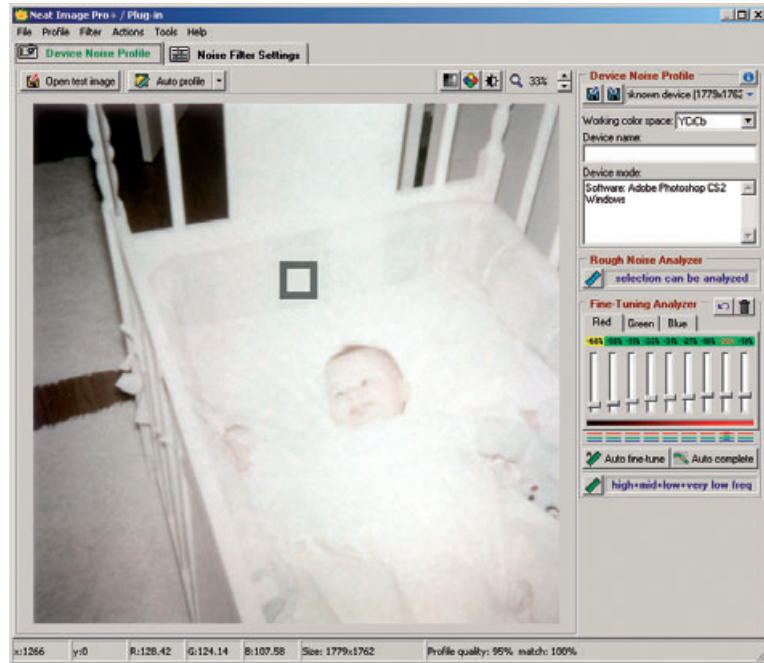 Neat Image Pro+ / Plug-in
File Profile Filter Actions Tools Help
Device Noise Profile
Noise Filter Settings
Open test image
Auto profile
33%
Device Noise Profile
known device (1779x1762
Working color space: YCrCb
Device name:
Device mode:
Software: Adobe Photoshop CS2
Windows
Rough Noise Analyzer
selection can be analyzed
Fine-Tuning Analyzer
Red Green Blue
Auto fine-tune
Auto complete
high+mid+low+very low freq
x:1266 y:0 R:128.42 G:124.14 B:107.58 Size: 1779x1762 Profile quality: 95% match: 100%